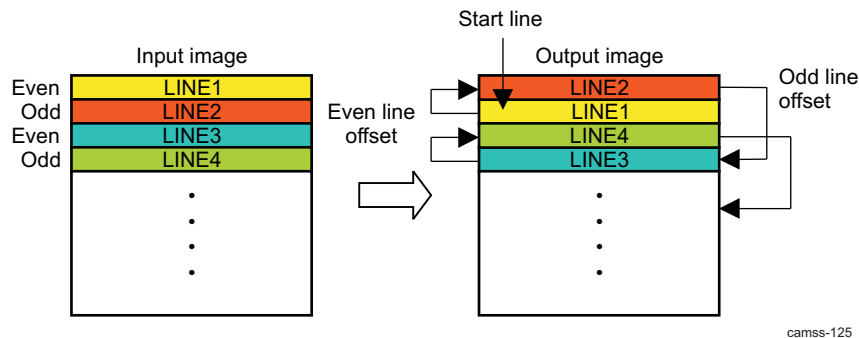 Start line
Input image
Output image
Even
LINE1
Odd
LINE2
Even
LINE3
Odd
LINE4
Even line
offset
LINE2
LINE1
LINE4
LINE3
Odd line
offset
camss-125